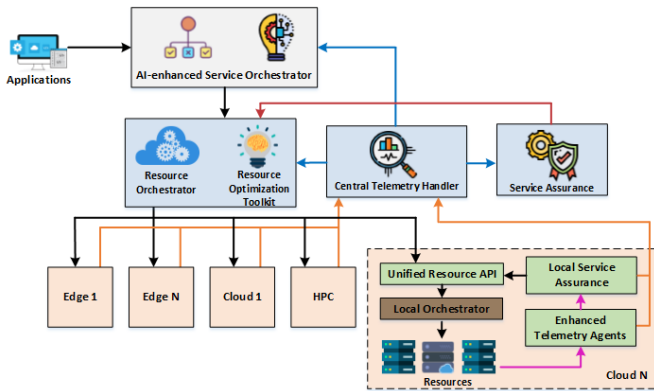 Applications
AI-enhanced Service Orchestrator
Resource
Orchestrator
Resource
Optimization
Toolkit
Central Telemetry Handler
Service Assurance
Edge 1
Edge N
Cloud 1
HPC
Unified Resource API
Local Orchestrator
Resources
Local Service
Assurance
Enhanced
Telemetry Agents
Cloud N